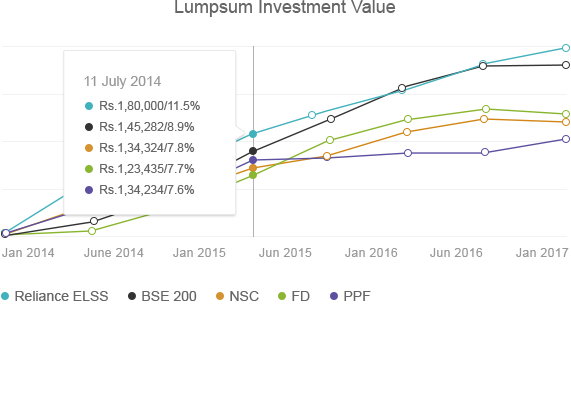 Lumpsum Investment Value
11 July 2014
Rs.1,80,000/11.5%
Rs.1,45,282/8.9%
Rs.1,34,324/7.8%
Rs.1,23,435/7.7%
Rs.1,34,234/7.6%
Jan 2014 June 2014 Jan 2015 Jun 2015 Jan 2016 Jun 2016 Jan 2017
Reliance ELSS BSE 200 NSC FD PPF